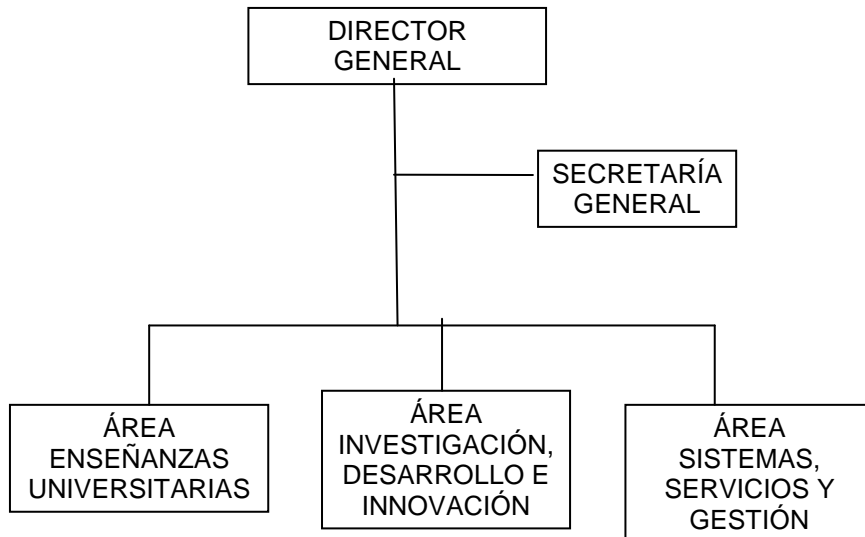 DIRECTOR
GENERAL
SECRETARÍA
GENERAL
ÁREA
ENSEÑANZAS
UNIVERSITARIAS
ÁREA
INVESTIGACIÓN,
DESARROLLO E
INNOVACIÓN
ÁREA
SISTEMAS,
SERVICIOS Y
GESTIÓN